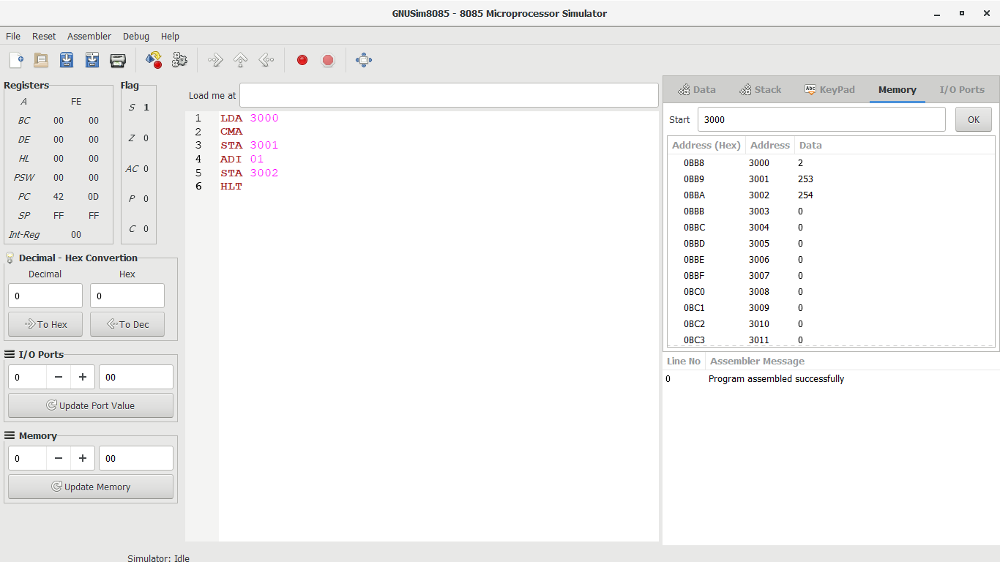 GNUSim8085 - 8085 Microprocessor Simulator
File Reset Assembler Debug Help
Registers
A FE
BC 00 00
DE 00 00
HL 00 00
PSW 00 00
PC 42 0D
SP FF FF
Int-Reg 00
Flag
S 1
Z 0
AC 0
P 0
C 0
Decimal - Hex Convertion
Decimal Hex
0 0
To Hex To Dec
I/O Ports
0 − + 00
Update Port Value
Memory
0 − + 00
Update Memory
Load me at
1 LDA 3000
2 CMA
3 STA 3001
4 ADI 01
5 STA 3002
6 HLT
Data Stack Abc KeyPad Memory I/O Ports
Start 3000 OK
Address (Hex) Address Data
0BB8 3000 2
0BB9 3001 253
0BBA 3002 254
0BBB 3003 0
0BBC 3004 0
0BBD 3005 0
0BBE 3006 0
0BBF 3007 0
0BC0 3008 0
0BC1 3009 0
0BC2 3010 0
0BC3 3011 0
Line No Assembler Message
0 Program assembled successfully
Simulator: Idle